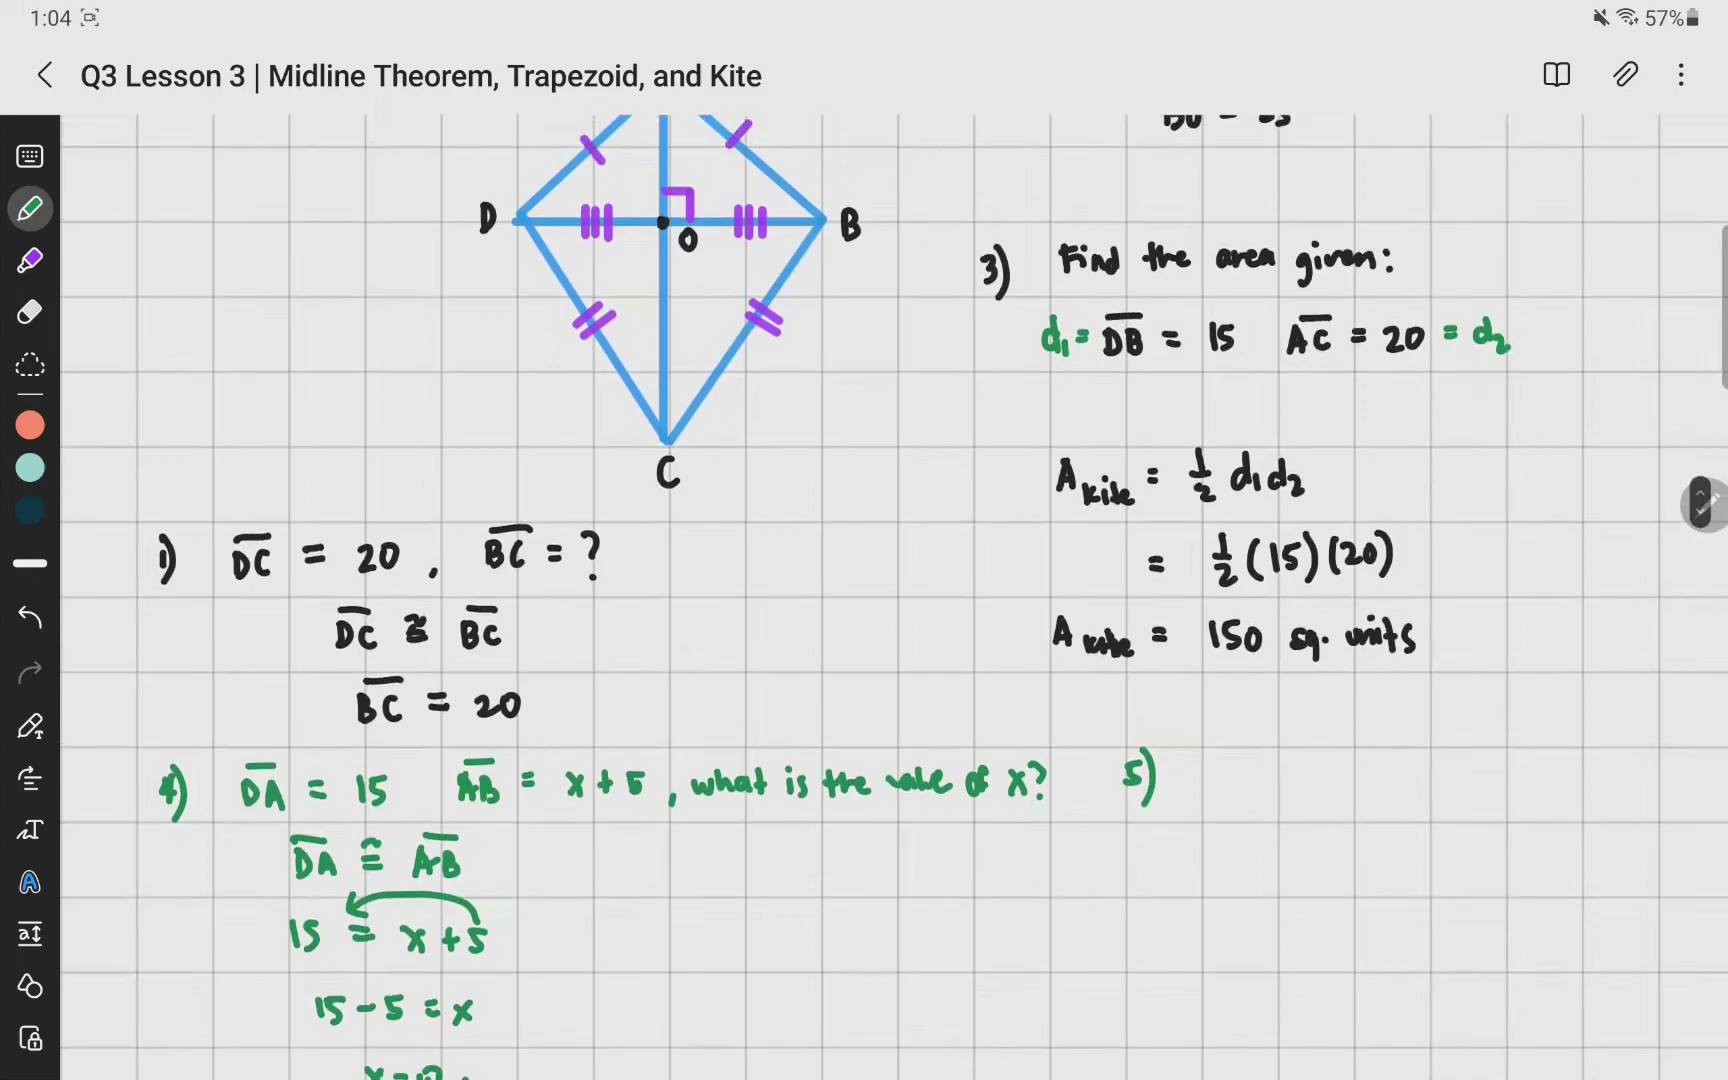 1:04
57%
Q3 Lesson 3 | Midline Theorem, Trapezoid, and Kite
D
O
B
C
3) Find the area given:
d₁ = DB = 15 AC = 20 = d₂
A kite = 1/2 d₁d₂
= 1/2 (15)(20)
A kite = 150 sq. units
1) DC = 20, BC = ?
DC ≅ BC
BC = 20
4) DA = 15 AB = x + 5, what is the value of x?
DA ≅ AB
15 = x + 5
15 - 5 = x
5)